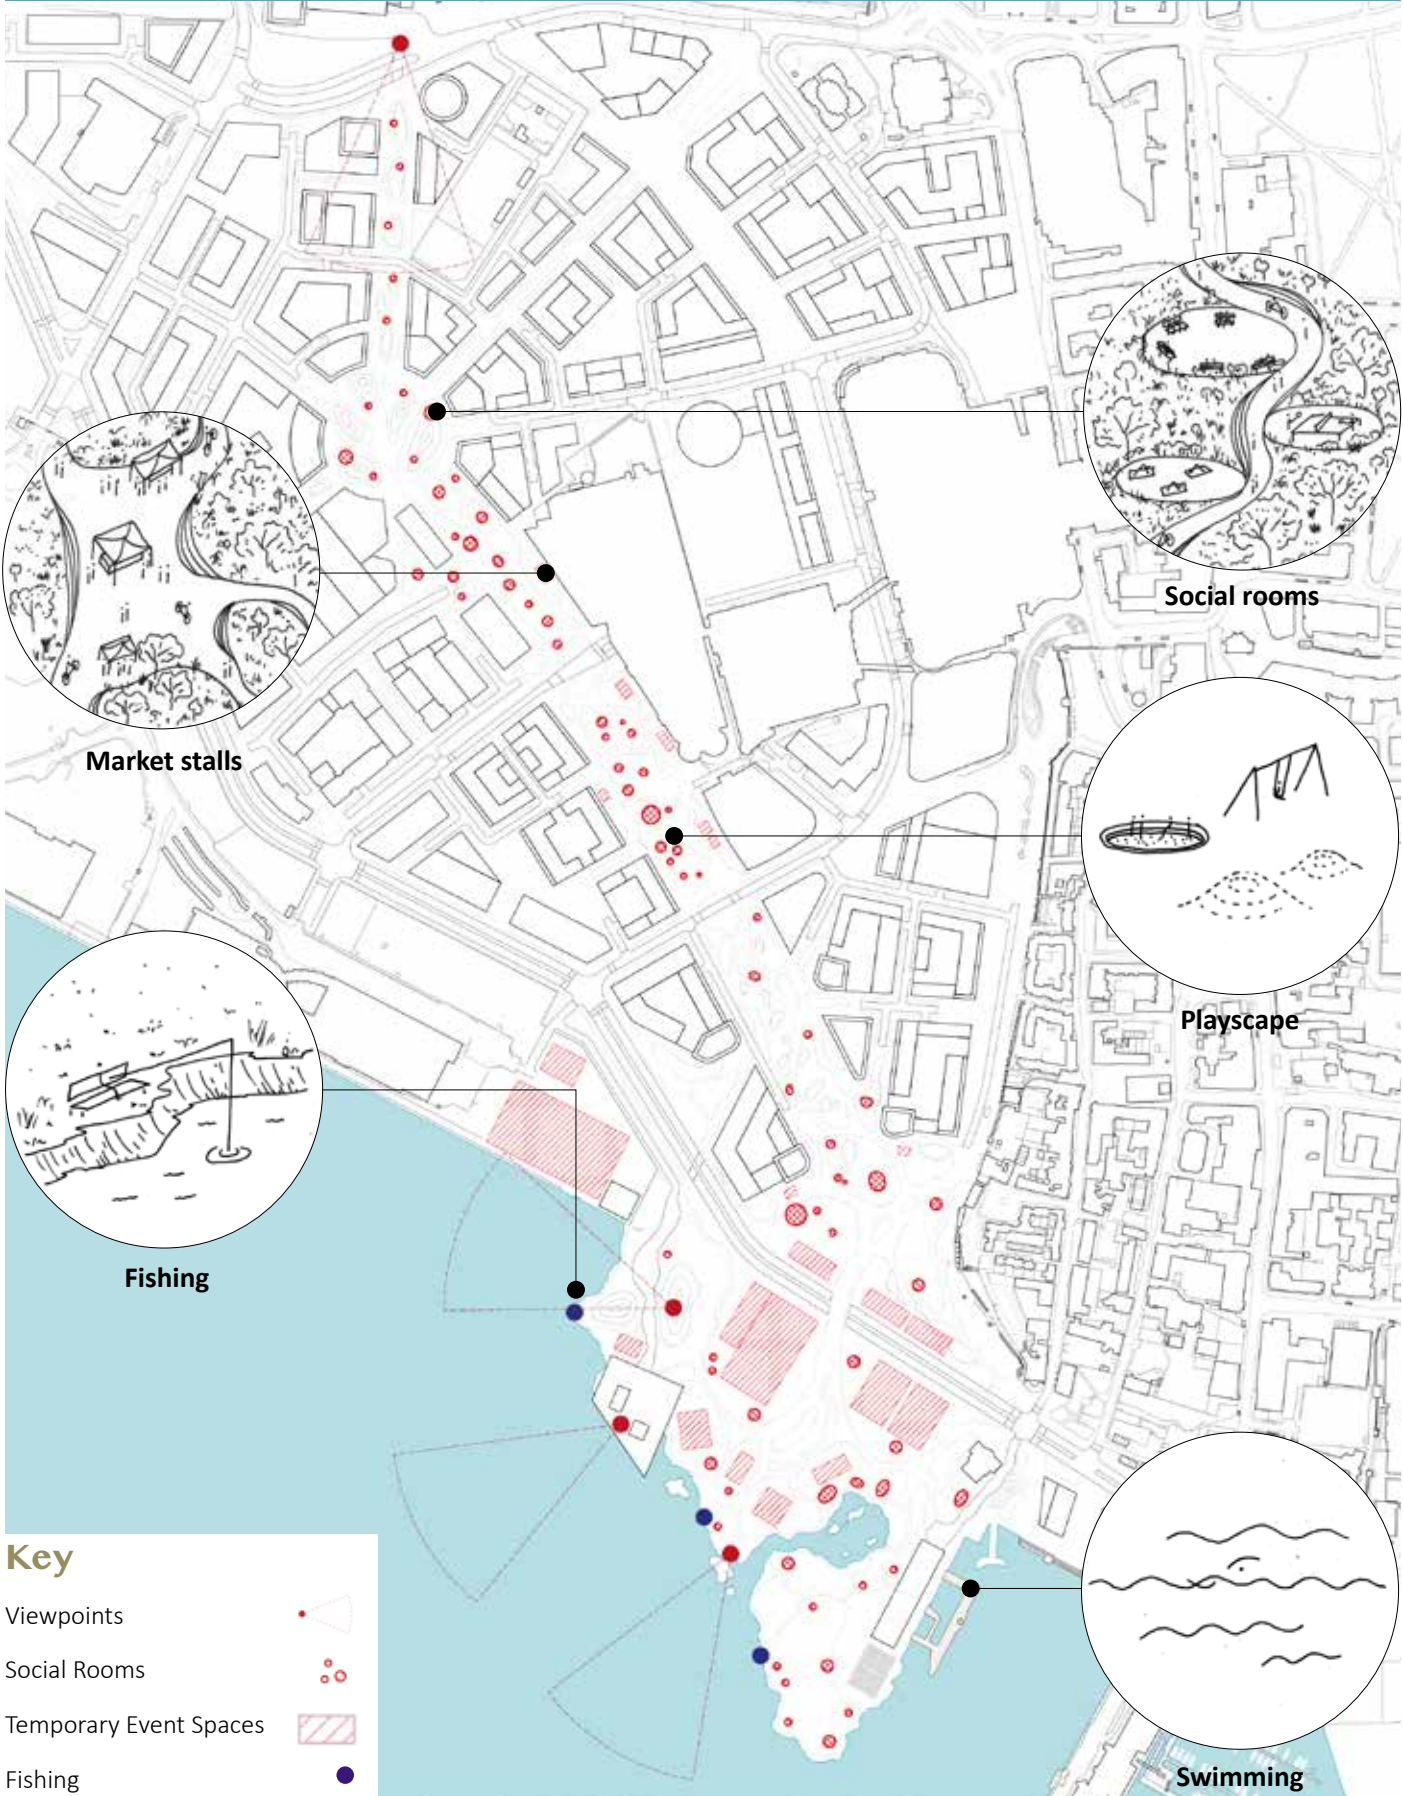 Social rooms
Market stalls
Playscape
Fishing
Swimming
Key
Viewpoints
Social Rooms
Temporary Event Spaces
Fishing